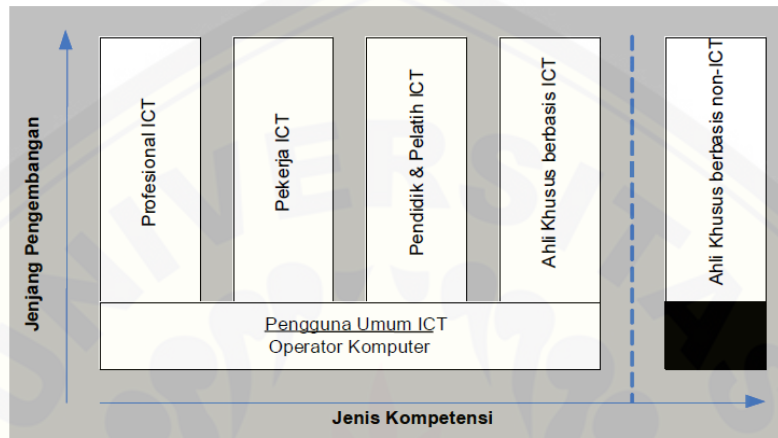 Jenjang Pengembangan
Profesional ICT
Pekerja ICT
Pendidik & Pelatih ICT
Ahli Khusus berbasis ICT
Ahli Khusus berbasis non-ICT
Pengguna Umum ICT
Operator Komputer
Jenis Kompetensi
UNIVERSITAS